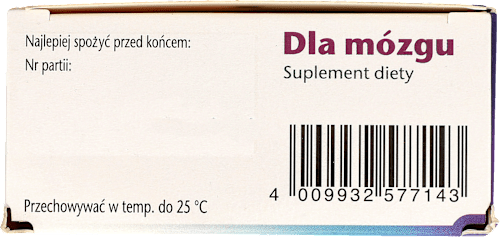 Najlepiej spożyć przed końcem:
Nr partii:
Dla mózgu
Suplement diety
4 009932 577143
Przechowywać w temp. do 25 °C